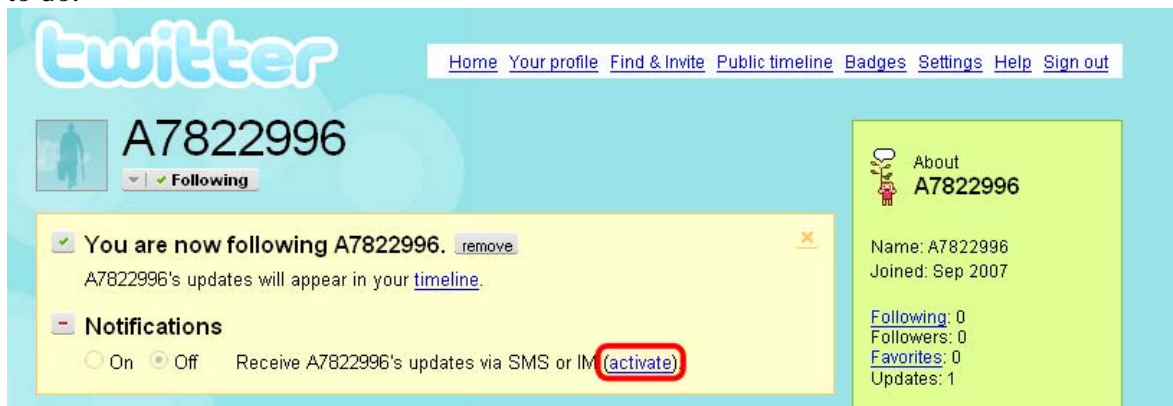 to do.
twitter
Home Your profile Find & Invite Public timeline Badges Settings Help Sign out
A7822996
Following
You are now following A7822996. remove
A7822996's updates will appear in your timeline.
Notifications
On Off Receive A7822996's updates via SMS or IM (activate).
About
A7822996
Name: A7822996
Joined: Sep 2007
Following: 0
Followers: 0
Favorites: 0
Updates: 1